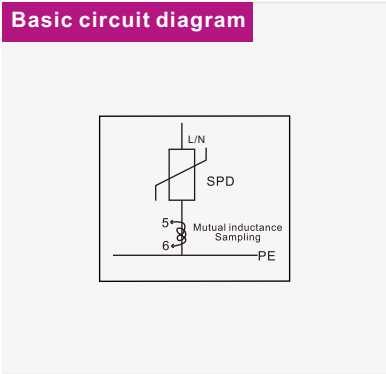 Basic circuit diagram
L/N
SPD
5
Mutual inductance
Sampling
6
PE